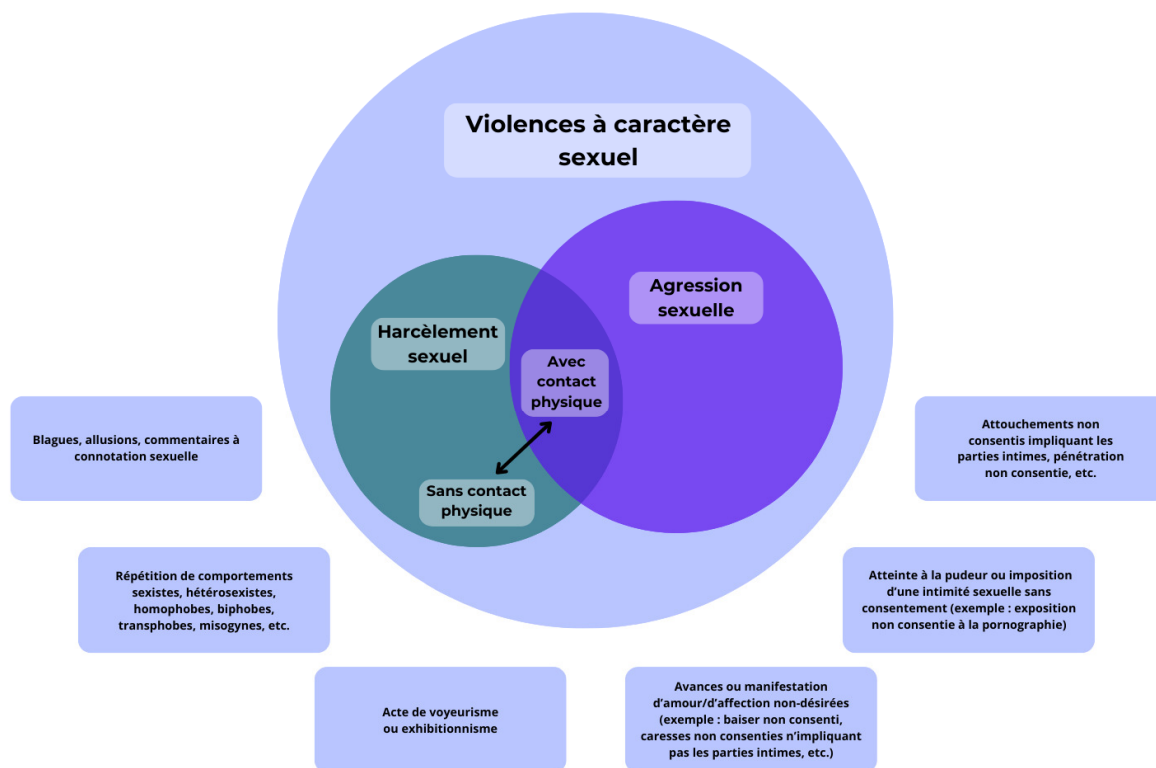 Violences à caractère
sexuel
Agression
sexuelle
Harcèlement
sexuel
Avec
contact
physique
Sans contact
physique
Blagues, allusions, commentaires à
connotation sexuelle
Attouchements non
consentis impliquant les
parties intimes, pénétration
non consentie, etc.
Répétition de comportements
sexistes, hétérosexistes,
homophobes, biphobes,
transphobes, misogynes, etc.
Atteinte à la pudeur ou imposition
d'une intimité sexuelle sans
consentement (exemple : exposition
non consentie à la pornographie)
Acte de voyeurisme
ou exhibitionnisme
Avances ou manifestation
d'amour/d'affection non-désirées
(exemple : baiser non consenti,
caresses non consenties n'impliquant
pas les parties intimes, etc.)